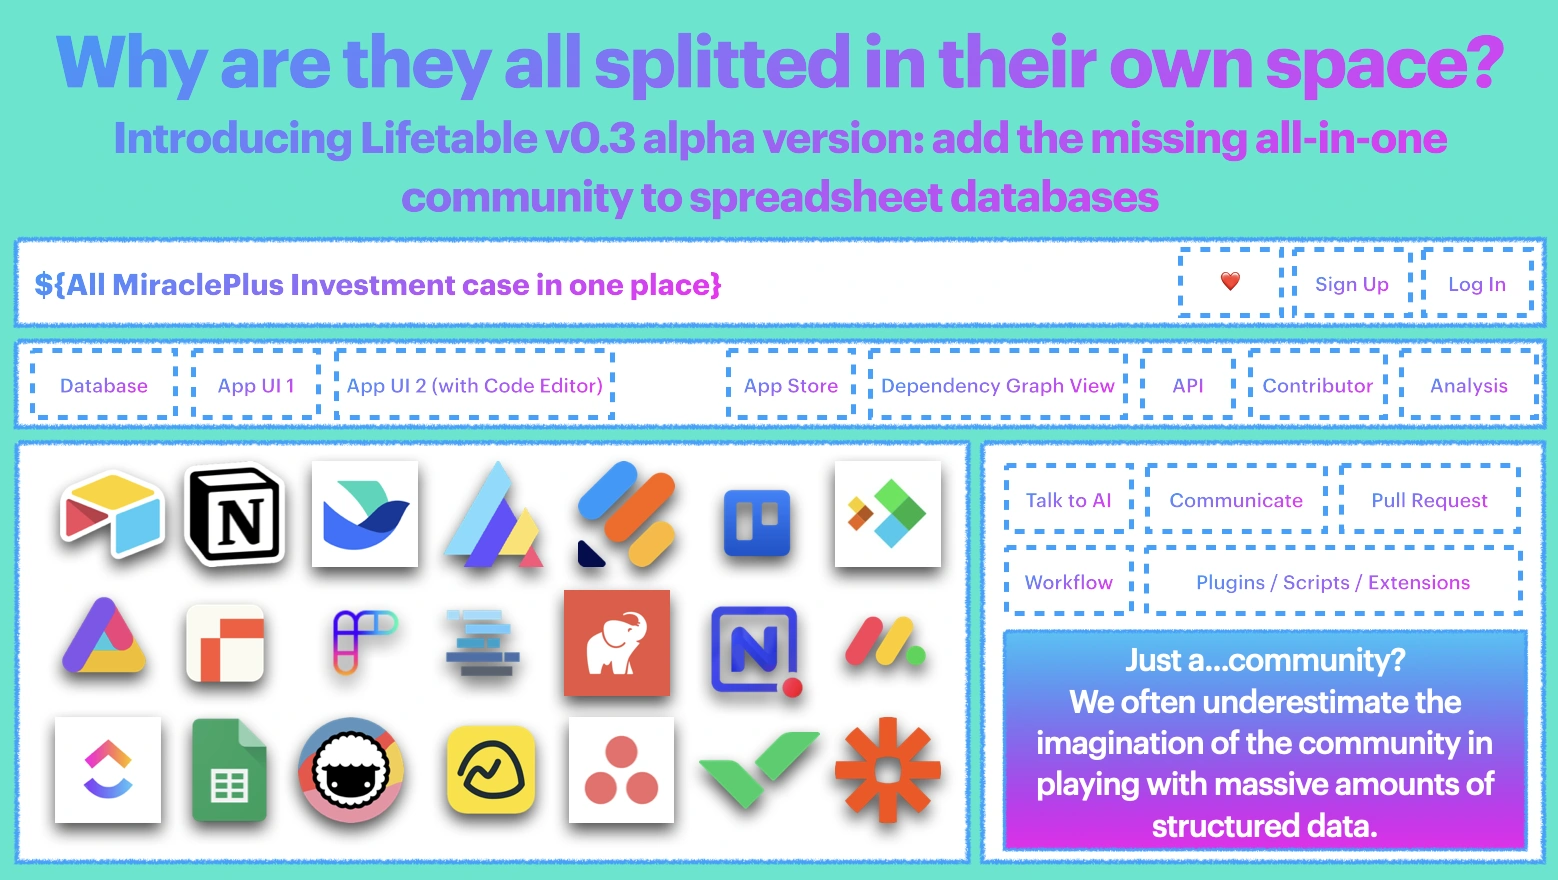 Why are they all splitted in their own space?
Introducing Lifetable v0.3 alpha version: add the missing all-in-one
community to spreadsheet databases
${All MiraclePlus Investment case in one place}
❤️
Sign Up
Log In
Database
App UI 1
App UI 2 (with Code Editor)
App Store
Dependency Graph View
API
Contributor
Analysis
N
N
Talk to AI
Communicate
Pull Request
Workflow
Plugins / Scripts / Extensions
Just a...community?
We often underestimate the
imagination of the community in
playing with massive amounts of
structured data.